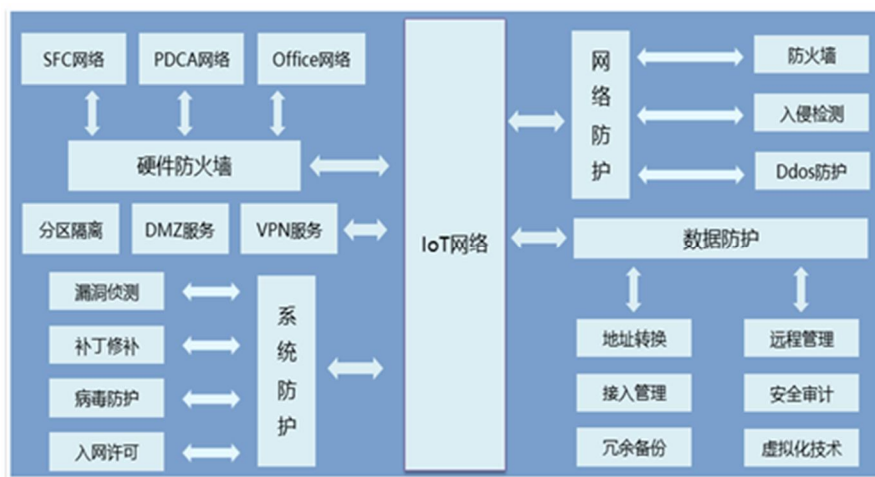 SFC网络
PDCA网络
Office网络
硬件防火墙
分区隔离
DMZ服务
VPN服务
漏洞侦测
补丁修补
病毒防护
入网许可
系统防护
IoT网络
网络防护
防火墙
入侵检测
Ddos防护
数据防护
地址转换
接入管理
冗余备份
远程管理
安全审计
虚拟化技术